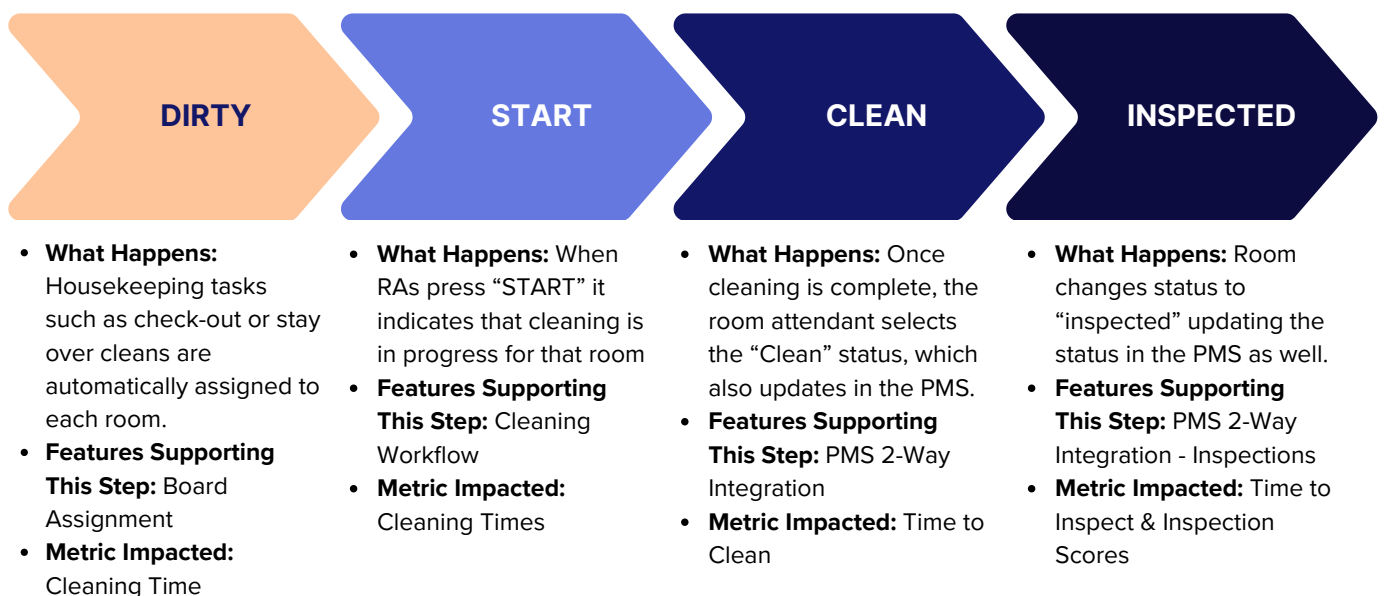 DIRTY
START
CLEAN
INSPECTED
• What Happens:
Housekeeping tasks
such as check-out or stay
over cleans are
automatically assigned to
each room.
• Features Supporting
This Step: Board
Assignment
• Metric Impacted:
Cleaning Time
• What Happens: When
RAs press “START” it
indicates that cleaning is
in progress for that room
• Features Supporting
This Step: Cleaning
Workflow
• Metric Impacted:
Cleaning Times
• What Happens: Once
cleaning is complete, the
room attendant selects
the “Clean” status, which
also updates in the PMS.
• Features Supporting
This Step: PMS 2-Way
Integration
• Metric Impacted: Time to
Clean
• What Happens: Room
changes status to
“inspected” updating the
status in the PMS as well.
• Features Supporting
This Step: PMS 2-Way
Integration - Inspections
• Metric Impacted: Time to
Inspect & Inspection
Scores